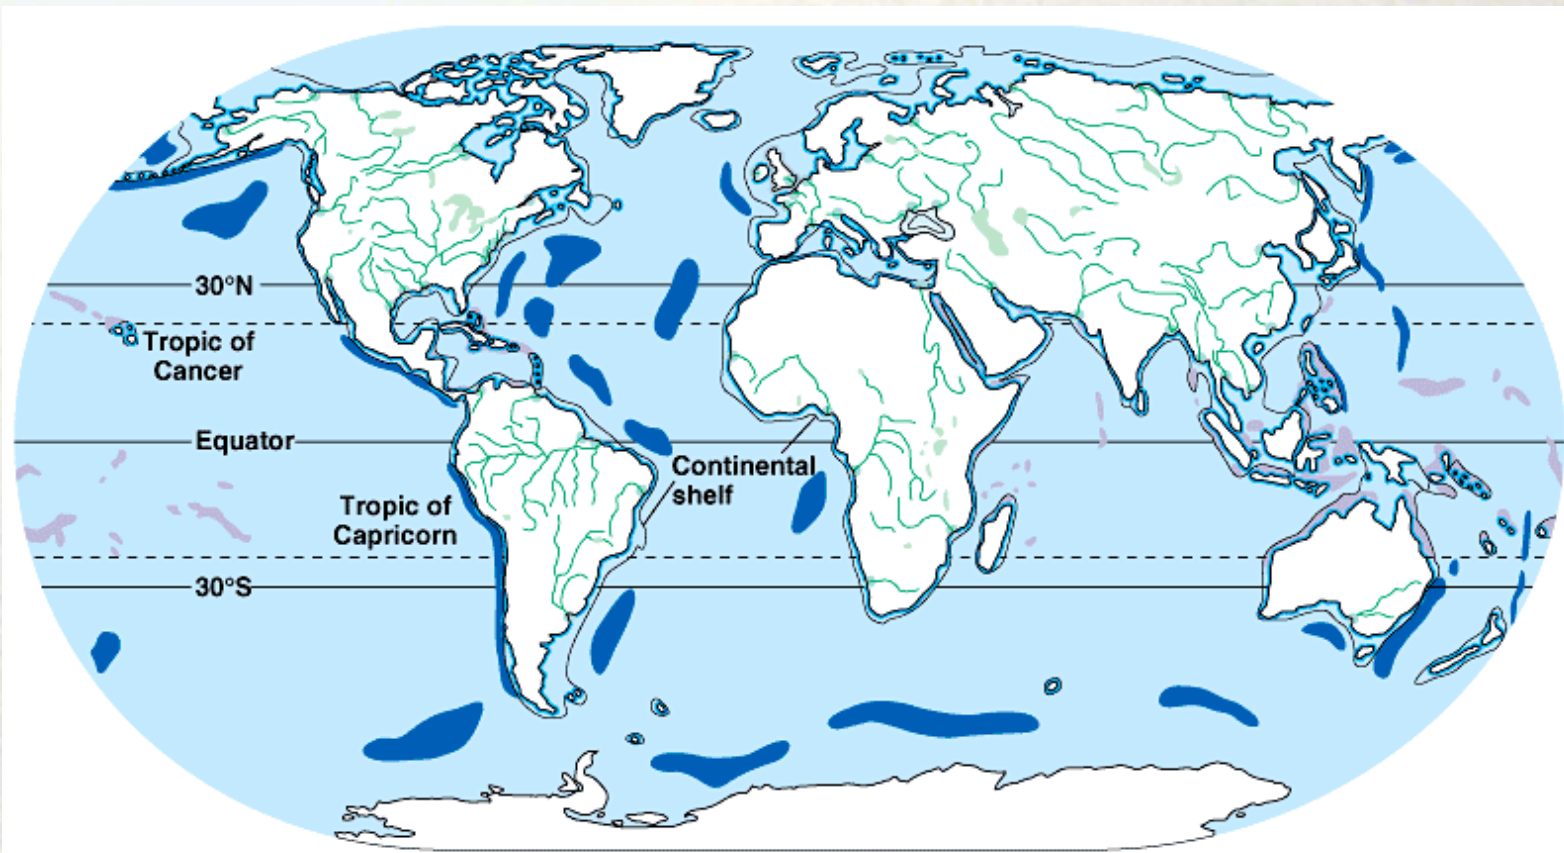 30°N
Tropic of
Cancer
Equator
Continental
shelf
Tropic of
Capricorn
30°S